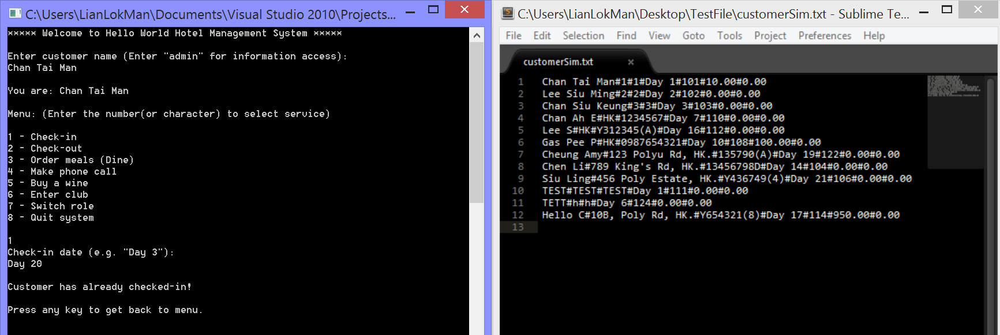 C:\Users\LianLokMan\Documents\Visual Studio 2010\Projects...
***** Welcome to Hello World Hotel Management System *****
Enter customer name (Enter "admin" for information access):
Chan Tai Man
You are: Chan Tai Man
Menu: (Enter the number(or character) to select service)
1 - Check-in
2 - Check-out
3 - Order meals (Dine)
4 - Make phone call
5 - Buy a wine
6 - Enter club
7 - Switch role
8 - Quit system
1
Check-in date (e.g. "Day 3"):
Day 20
Customer has already checked-in!
Press any key to get back to menu.
C:\Users\LianLokMan\Desktop\TestFile\customerSim.txt - Sublime Te...
File Edit Selection Find View Goto Tools Project Preferences Help
customerSim.txt
1 Chan Tai Man#1#1#Day 1#101#10.00#0.00
2 Lee Siu Ming#2#2#Day 2#102#0.00#0.00
3 Chan Siu Keung#3#3#Day 3#103#0.00#0.00
4 Chan Ah E#HK#1234567#Day 7#110#0.00#0.00
5 Lee S#HK#Y312345(A)#Day 16#112#0.00#0.00
6 Gas Pee P#HK#0987654321#Day 10#108#100.00#0.00
7 Cheung Amy#123 Polyu Rd, HK.#135790(A)#Day 19#122#0.00#0.00
8 Chen Li#789 King's Rd, HK.#13456798D#Day 14#104#0.00#0.00
9 Siu Ling#456 Poly Estate, HK.#Y436749(4)#Day 21#106#0.00#0.00
10 TEST#TEST#TEST#Day 1#111#0.00#0.00
11 TETT#h#h#Day 6#124#0.00#0.00
12 Hello C#10B, Poly Rd, HK.#Y654321(8)#Day 17#114#950.00#0.00
13